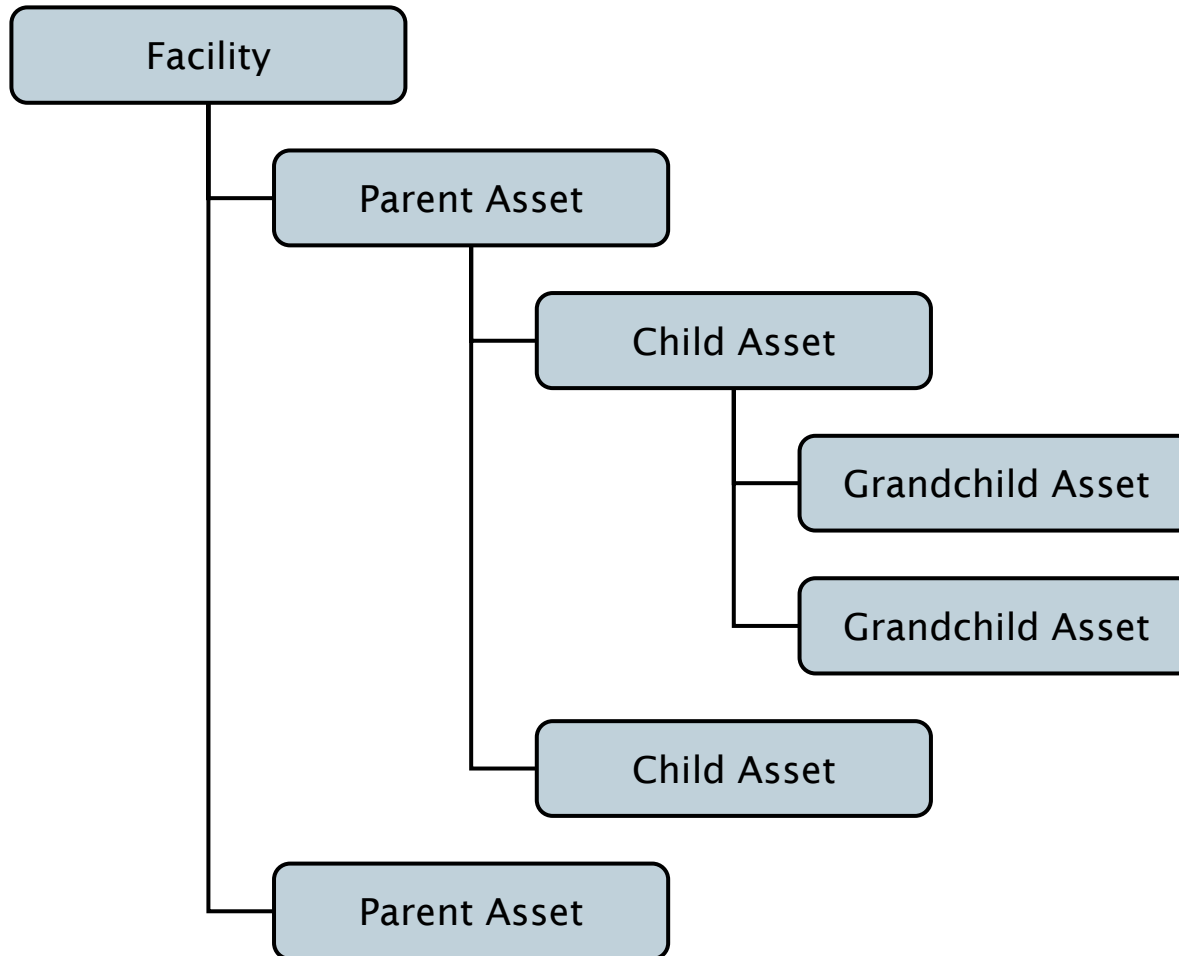 Facility
Parent Asset
Child Asset
Grandchild Asset
Grandchild Asset
Child Asset
Parent Asset